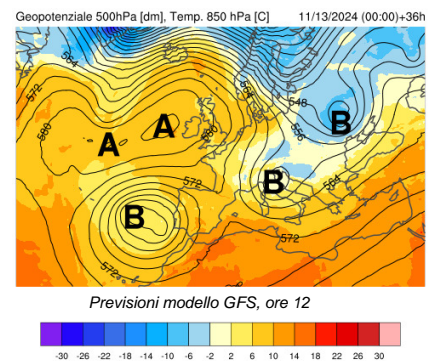 Geopotenziale 500hPa [dm], Temp. 850 hPa [C] 11/13/2024 (00:00)+36h
564
572
580
A
A
580
564
548
556
B
B
564
572
B
572
572
Previsioni modello GFS, ore 12
-30 -26 -22 -18 -14 -10 -6 -2 2 6 10 14 18 22 26 30